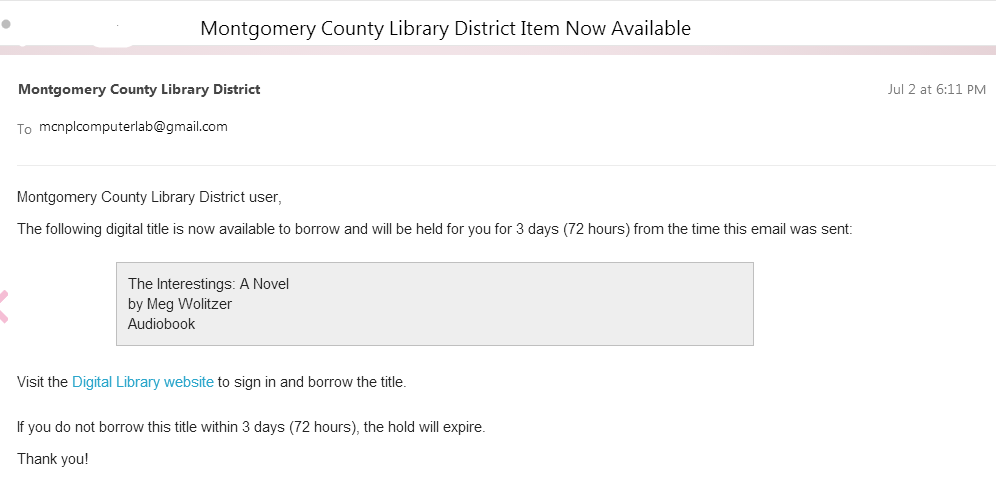 Montgomery County Library District Item Now Available
Montgomery County Library District
Jul 2 at 6:11 PM
To mcnplcomputerlab@gmail.com
Montgomery County Library District user,
The following digital title is now available to borrow and will be held for you for 3 days (72 hours) from the time this email was sent:
The Interestings: A Novel
by Meg Wolitzer
Audiobook
Visit the Digital Library website to sign in and borrow the title.
If you do not borrow this title within 3 days (72 hours), the hold will expire.
Thank you!